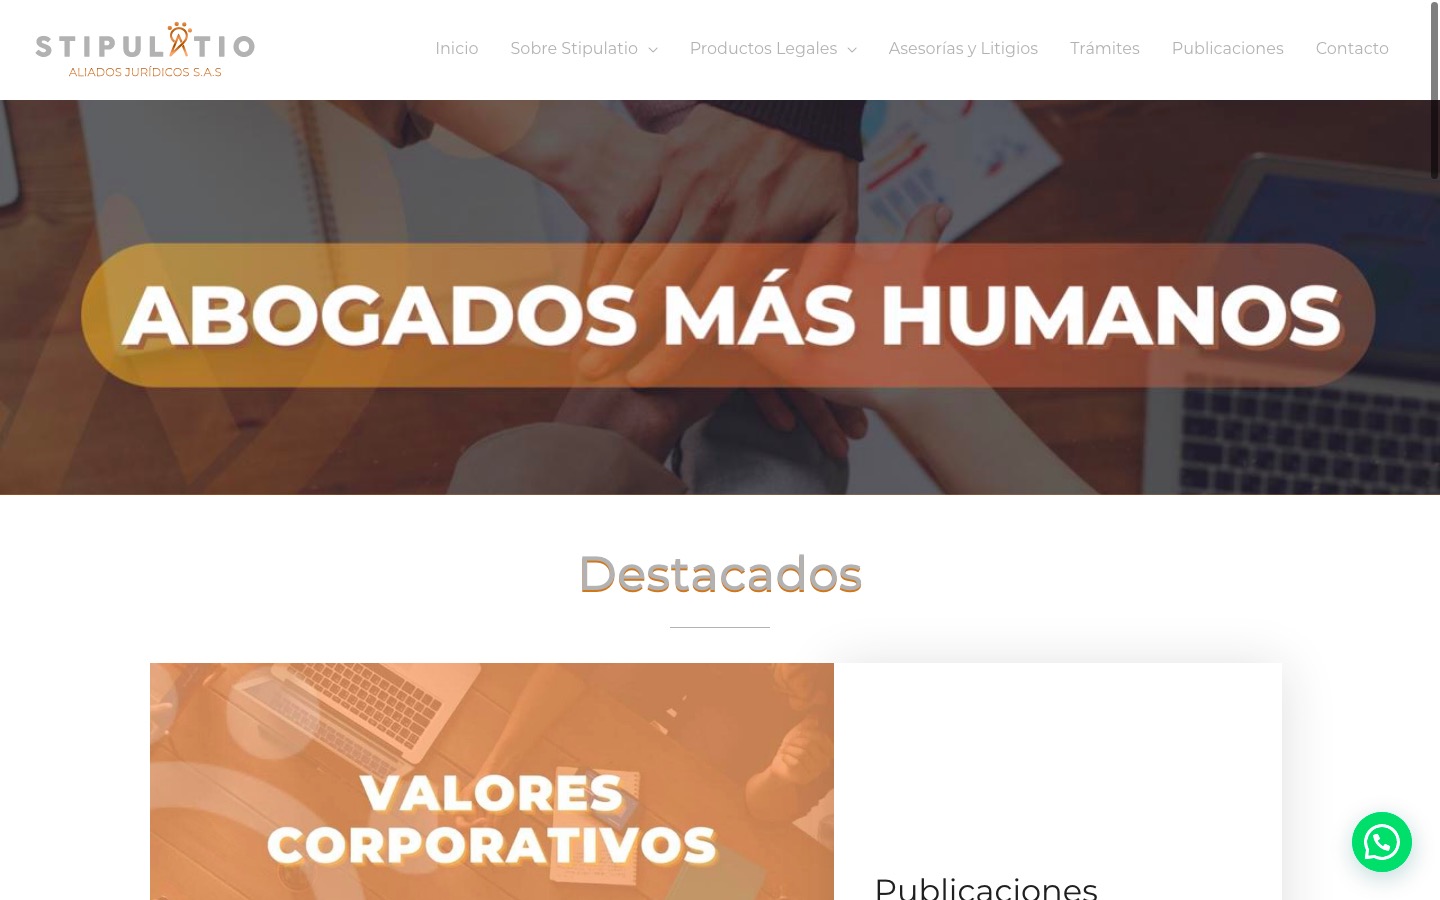 STIPULATIO
ALIADOS JURÍDICOS S.A.S
Inicio
Sobre Stipulatio
Productos Legales
Asesorías y Litigios
Trámites
Publicaciones
Contacto
ABOGADOS MÁS HUMANOS
Destacados
VALORES
CORPORATIVOS
Publicaciones